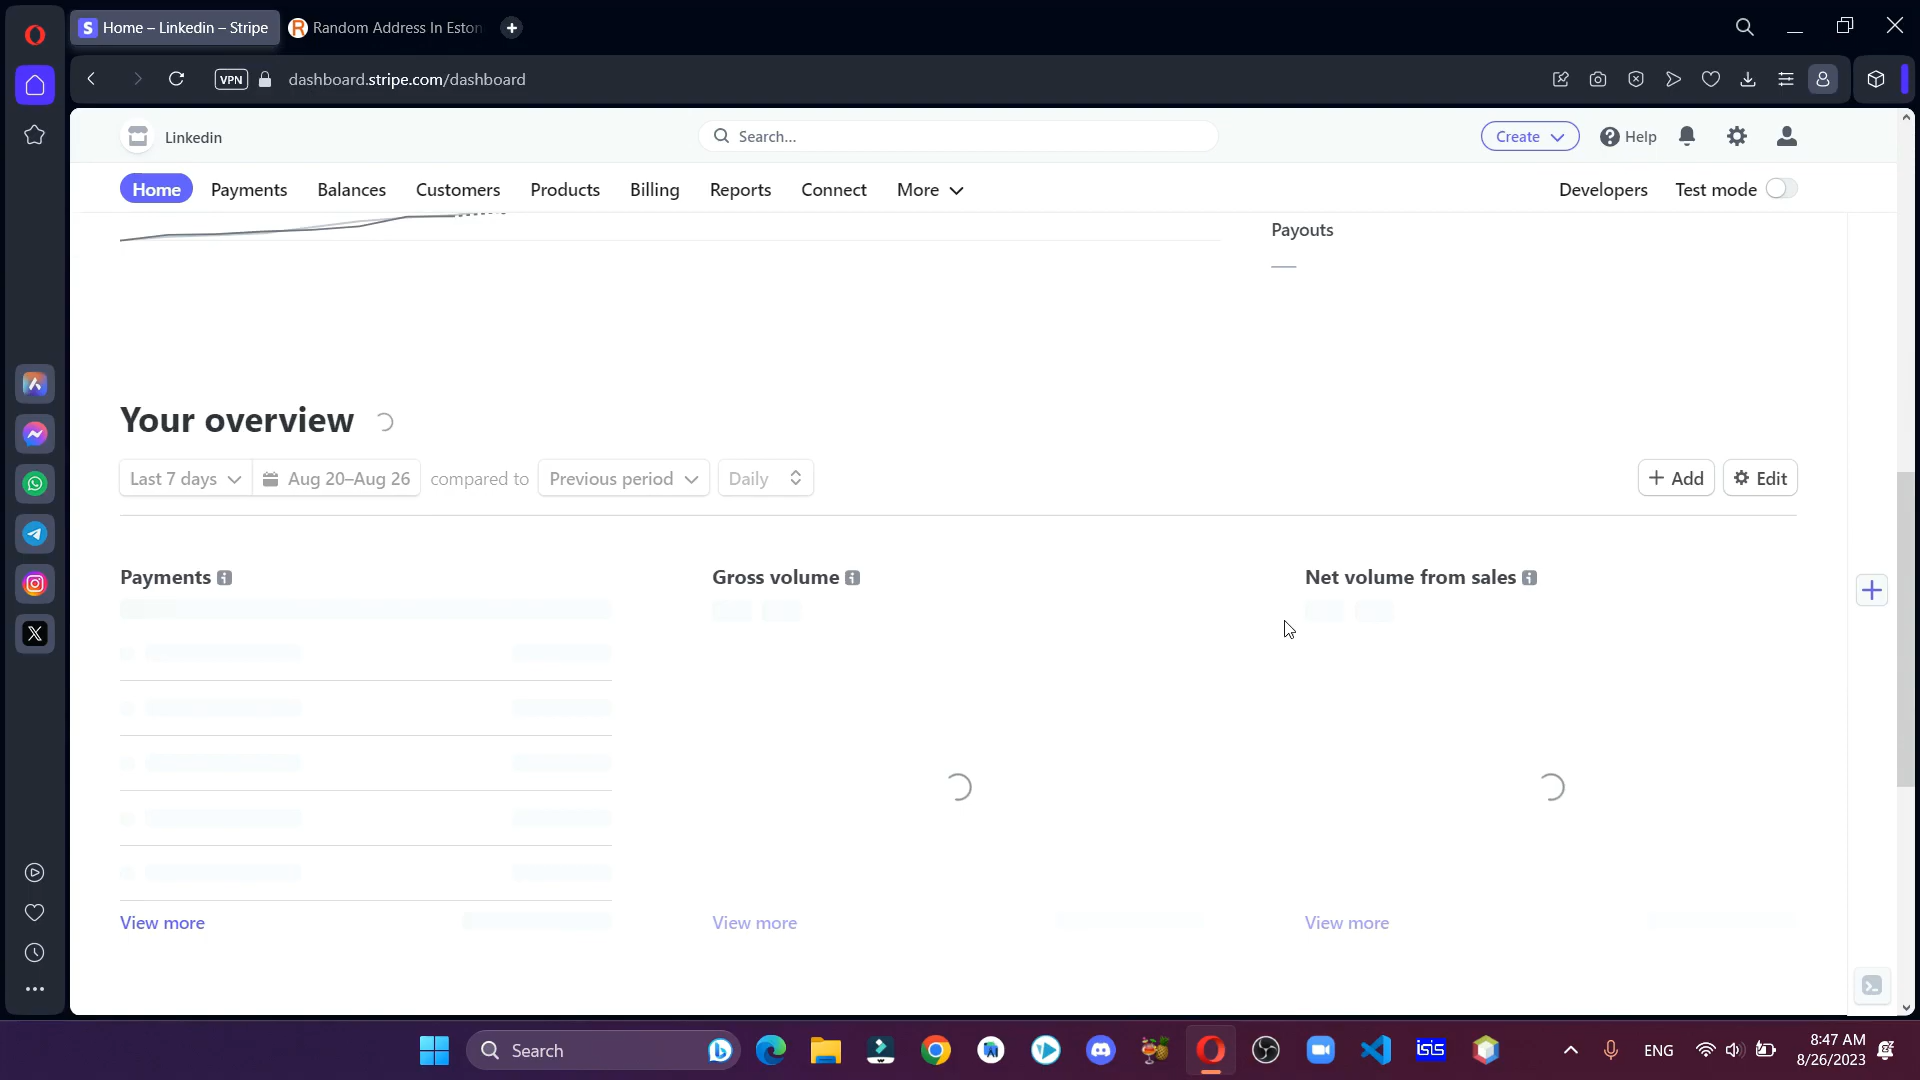 Home – Linkedin – Stripe
Random Address In Eston
VPN
dashboard.stripe.com/dashboard
Linkedin
Search...
Create
Help
Home
Payments
Balances
Customers
Products
Billing
Reports
Connect
More
Developers
Test mode
Payouts
—
Your overview
Last 7 days
Aug 20–Aug 26
compared to
Previous period
Daily
+ Add
Edit
Payments
Gross volume
Net volume from sales
View more
View more
View more
Search
ISIS
ENG
8:47 AM
8/26/2023